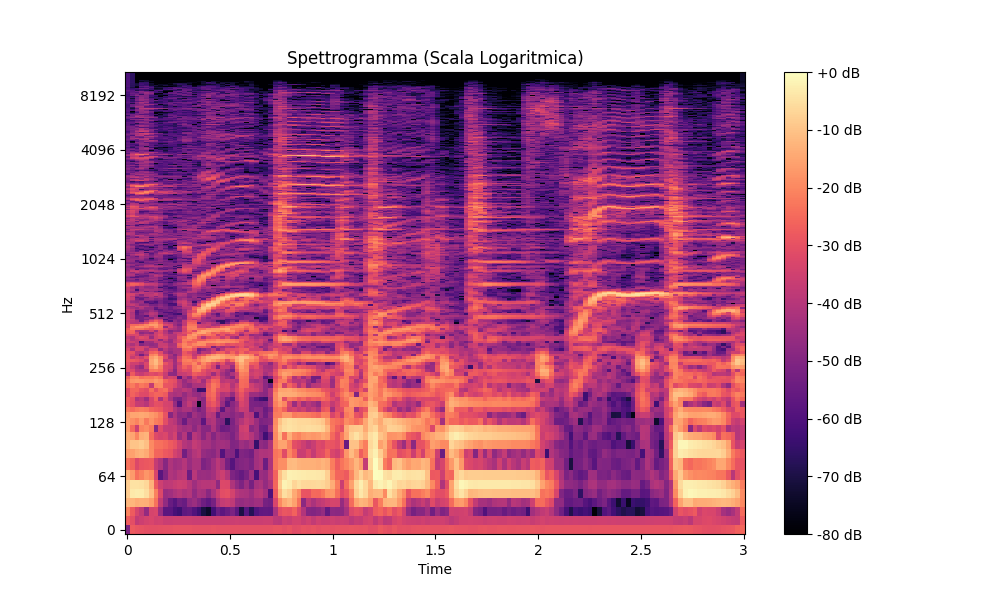 Spettrogramma (Scala Logaritmica)
Hz
8192
4096
2048
1024
512
256
128
64
0
0 0.5 1 1.5 2 2.5 3
Time
+0 dB
-10 dB
-20 dB
-30 dB
-40 dB
-50 dB
-60 dB
-70 dB
-80 dB